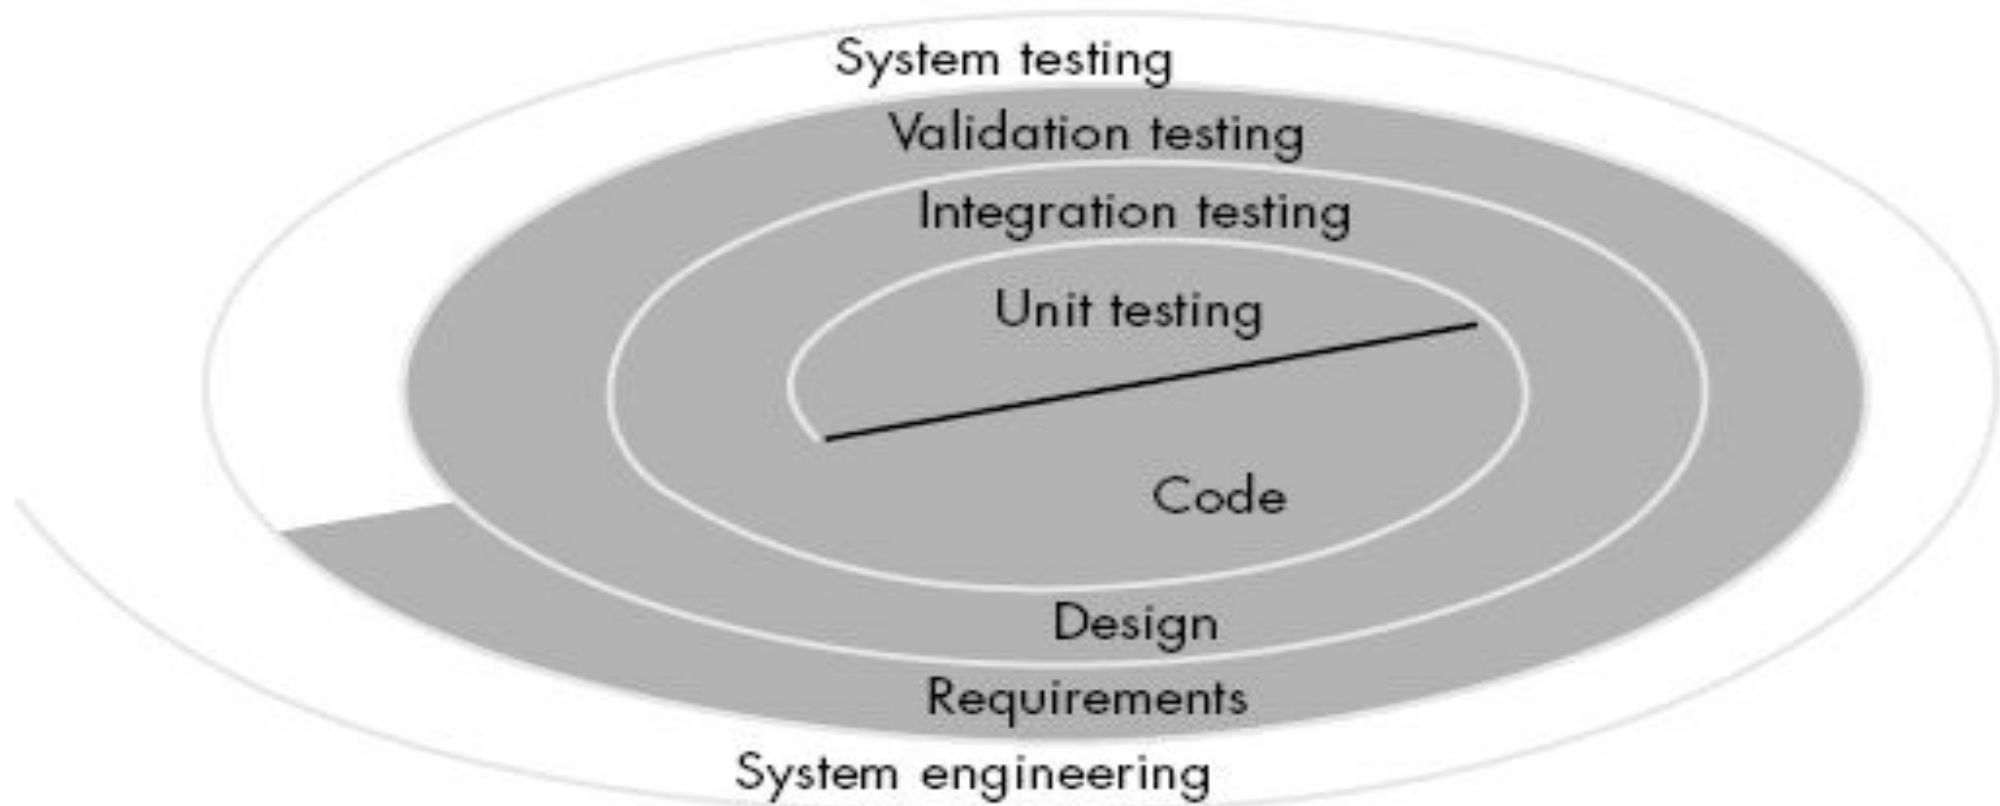 System testing
Validation testing
Integration testing
Unit testing
Code
Design
Requirements
System engineering